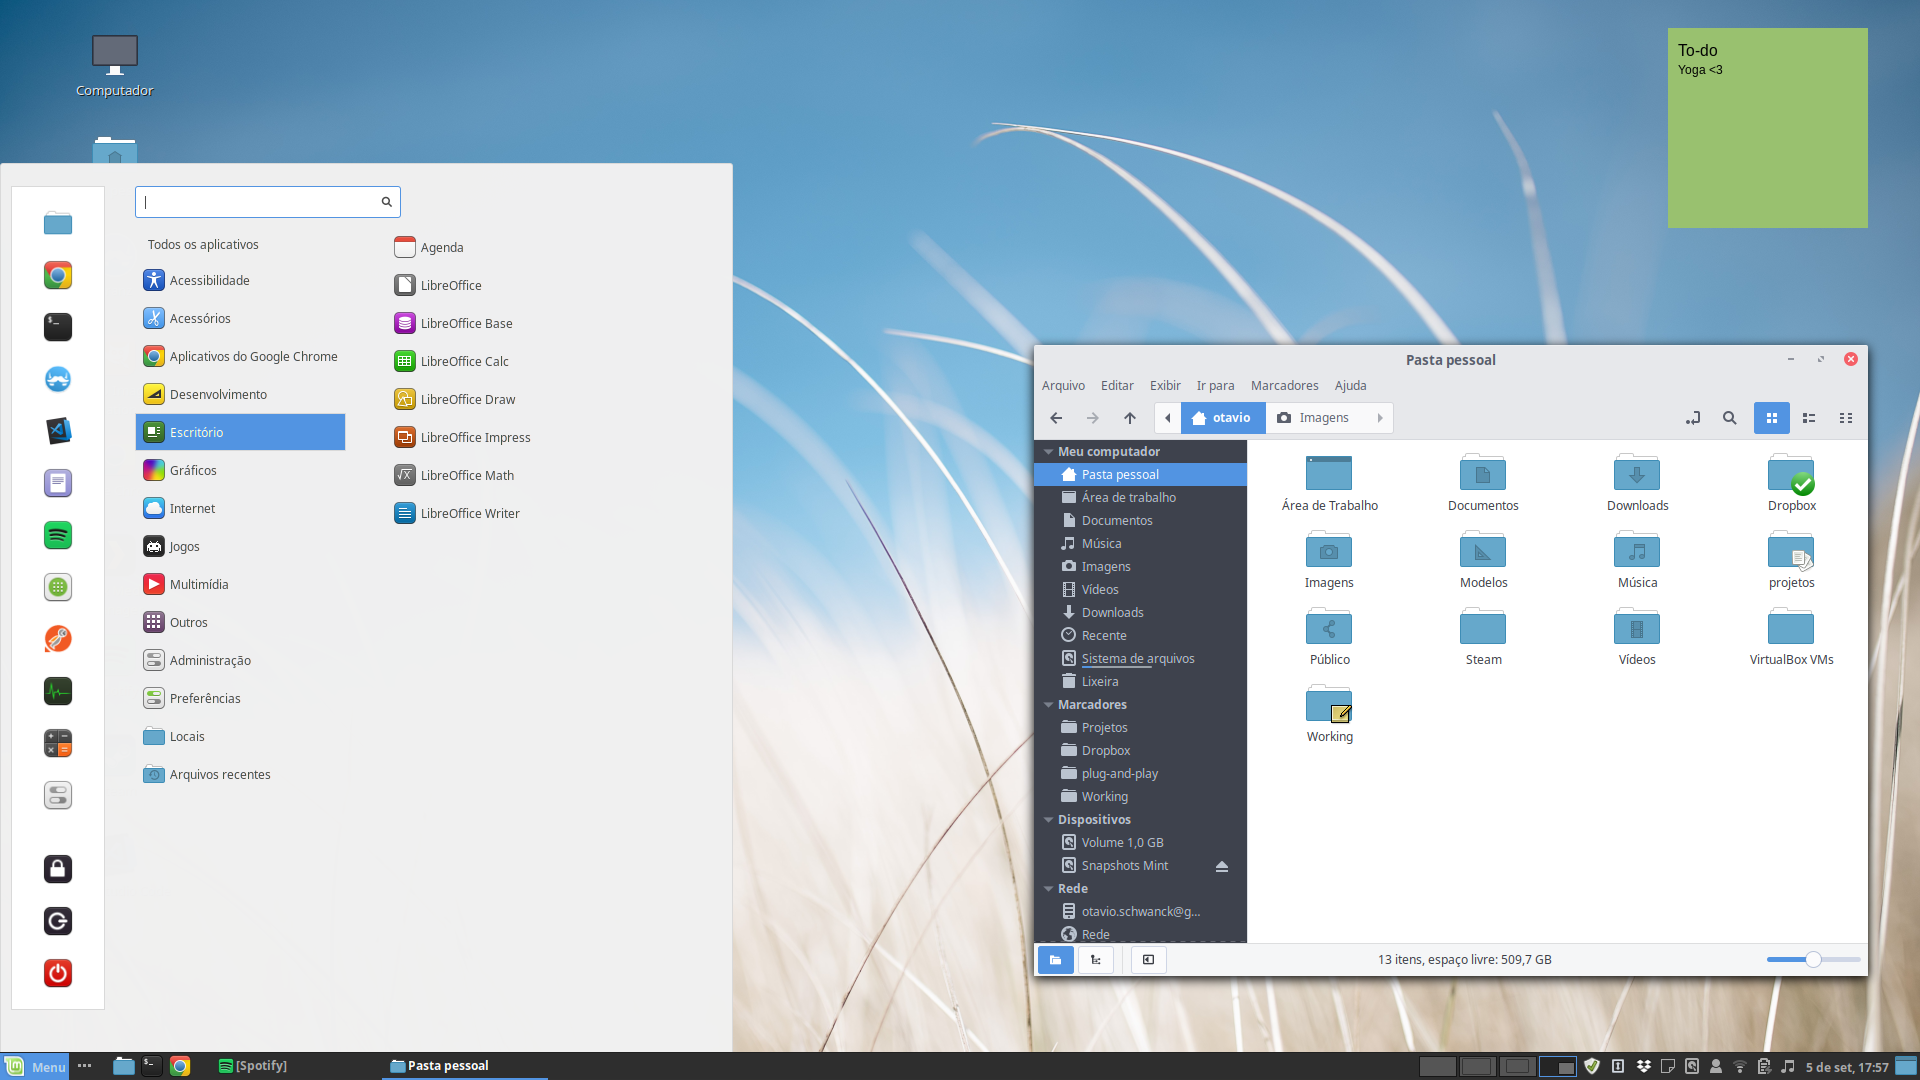 Computador
To-do
Yoga <3
Todos os aplicativos
Acessibilidade
Acessórios
Aplicativos do Google Chrome
Desenvolvimento
Escritório
Gráficos
Internet
Jogos
Multimídia
Outros
Administração
Preferências
Locais
Arquivos recentes
Agenda
LibreOffice
LibreOffice Base
LibreOffice Calc
LibreOffice Draw
LibreOffice Impress
LibreOffice Math
LibreOffice Writer
Pasta pessoal
Arquivo Editar Exibir Ir para Marcadores Ajuda
otavio Imagens
Meu computador
Pasta pessoal
Área de trabalho
Documentos
Música
Imagens
Vídeos
Downloads
Recente
Sistema de arquivos
Lixeira
Marcadores
Projetos
Dropbox
plug-and-play
Working
Dispositivos
Volume 1,0 GB
Snapshots Mint
Rede
otavio.schwanck@g...
Rede
Área de Trabalho Documentos Downloads Dropbox
Imagens Modelos Música projetos
Público Steam Vídeos VirtualBox VMs
Working
13 itens, espaço livre: 509,7 GB
Menu [Spotify] Pasta pessoal 5 de set, 17:57